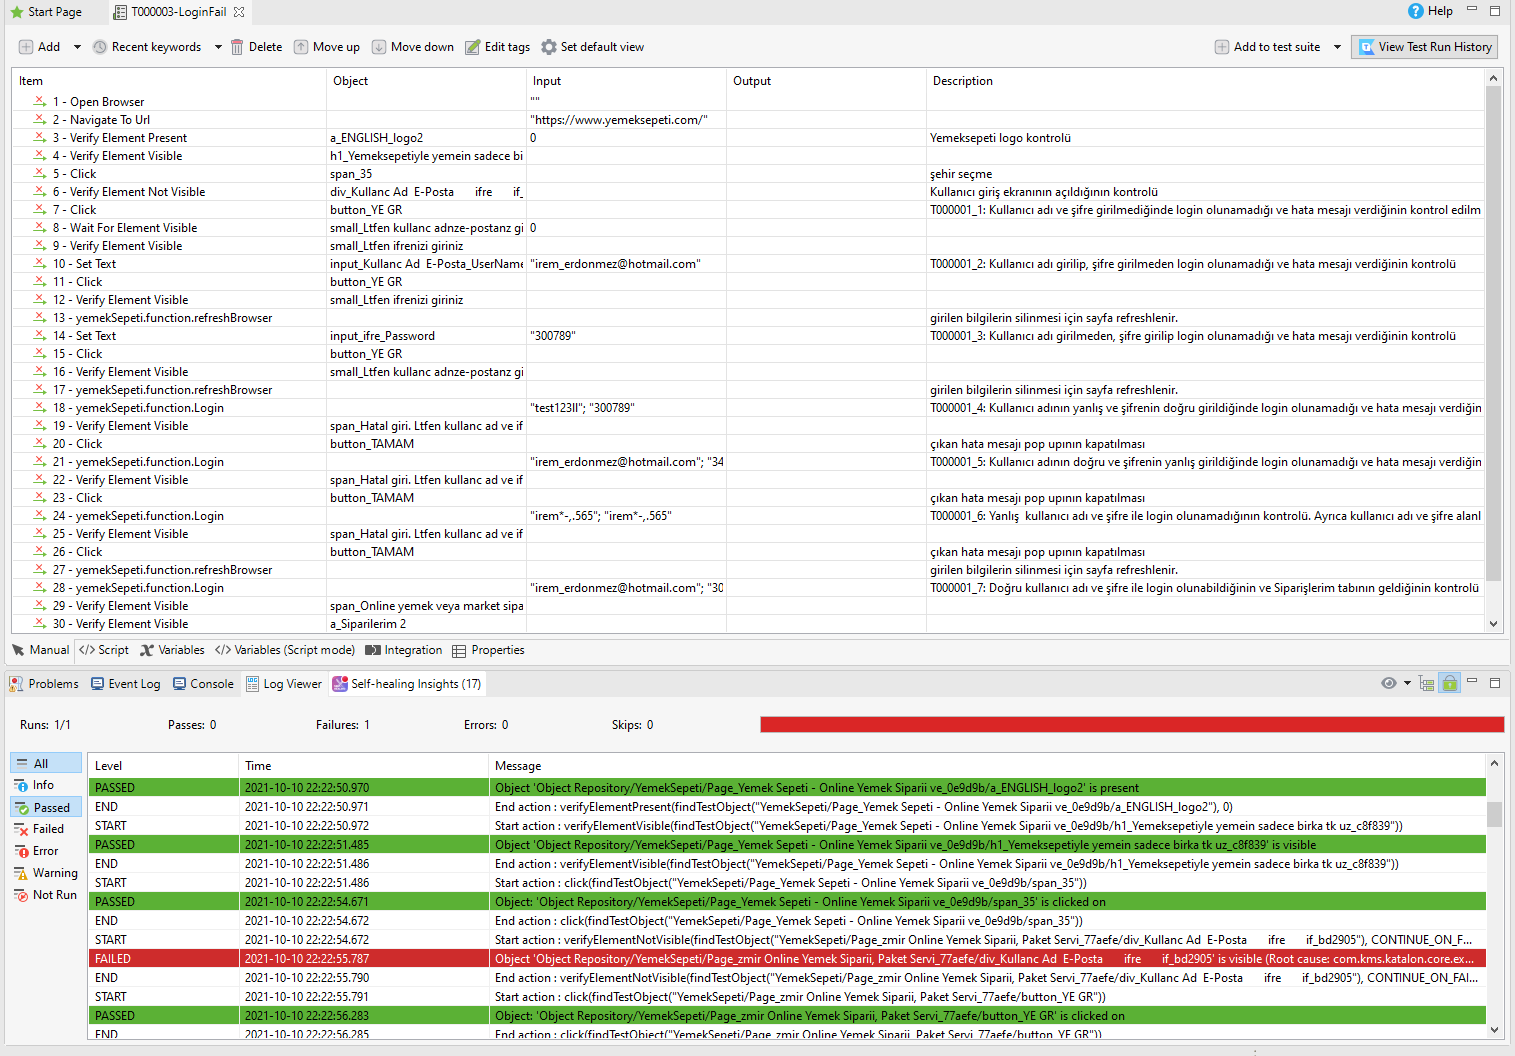 Start Page
T000003-LoginFail
Help
Add Recent keywords Delete Move up Move down Edit tags Set default view Add to test suite View Test Run History
Item Object Input Output Description
1 - Open Browser ""
2 - Navigate To Url "https://www.yemeksepeti.com/"
3 - Verify Element Present a_ENGLISH_logo2 0 Yemeksepeti logo kontrolü
4 - Verify Element Visible h1_Yemeksepetiyle yemein sadece bi
5 - Click span_35 şehir seçme
6 - Verify Element Not Visible div_Kullanc Ad E-Posta ifre if_ Kullanıcı giriş ekranının açıldığının kontrolü
7 - Click button_YE GR T000001_1: Kullanıcı adı ve şifre girilmediğinde login olunamadığı ve hata mesajı verdiğinin kontrol edilm
8 - Wait For Element Visible small_Ltfen kullanc adnze-postanz gi 0
9 - Verify Element Visible small_Ltfen ifrenizi giriniz
10 - Set Text input_Kullanc Ad E-Posta_UserName "irem_erdonmez@hotmail.com" T000001_2: Kullanıcı adı girilip, şifre girilmeden login olunamadığı ve hata mesajı verdiğinin kontrolü
11 - Click button_YE GR
12 - Verify Element Visible small_Ltfen ifrenizi giriniz
13 - yemekSepeti.function.refreshBrowser girilen bilgilerin silinmesi için sayfa refreshlenir.
14 - Set Text input_ifre_Password "300789" T000001_3: Kullanıcı adı girilmeden, şifre girilip login olunamadığı ve hata mesajı verdiğinin kontrolü
15 - Click button_YE GR
16 - Verify Element Visible small_Ltfen kullanc adnze-postanz gi
17 - yemekSepeti.function.refreshBrowser girilen bilgilerin silinmesi için sayfa refreshlenir.
18 - yemekSepeti.function.Login "test123ll"; "300789" T000001_4: Kullanıcı adının yanlış ve şifrenin doğru girildiğinde login olunamadığı ve hata mesajı verdiğin
19 - Verify Element Visible span_Hatal giri. Ltfen kullanc ad ve if
20 - Click button_TAMAM çıkan hata mesajı pop upının kapatılması
21 - yemekSepeti.function.Login "irem_erdonmez@hotmail.com"; "34 T000001_5: Kullanıcı adının doğru ve şifrenin yanlış girildiğinde login olunamadığı ve hata mesajı verdiğin
22 - Verify Element Visible span_Hatal giri. Ltfen kullanc ad ve if
23 - Click button_TAMAM çıkan hata mesajı pop upının kapatılması
24 - yemekSepeti.function.Login "irem*-,.565"; "irem*-,.565" T000001_6: Yanlış kullanıcı adı ve şifre ile login olunamadığının kontrolü. Ayrıca kullanıcı adı ve şifre alanl
25 - Verify Element Visible span_Hatal giri. Ltfen kullanc ad ve if
26 - Click button_TAMAM çıkan hata mesajı pop upının kapatılması
27 - yemekSepeti.function.refreshBrowser girilen bilgilerin silinmesi için sayfa refreshlenir.
28 - yemekSepeti.function.Login "irem_erdonmez@hotmail.com"; "30 T000001_7: Doğru kullanıcı adı ve şifre ile login olunabildiğinin ve Siparişlerim tabının geldiğinin kontrolü
29 - Verify Element Visible span_Online yemek veya market sipa
30 - Verify Element Visible a_Siparilerim 2
Manual Script Variables Variables (Script mode) Integration Properties
Problems Event Log Console Log Viewer Self-healing Insights (17)
Runs: 1/1 Passes: 0 Failures: 1 Errors: 0 Skips: 0
All
Info
Passed
Failed
Error
Warning
Not Run
Level Time Message
PASSED 2021-10-10 22:22:50.970 Object 'Object Repository/YemekSepeti/Page_Yemek Sepeti - Online Yemek Siparii ve_0e9d9b/a_ENGLISH_logo2' is present
END 2021-10-10 22:22:50.971 End action : verifyElementPresent(findTestObject("YemekSepeti/Page_Yemek Sepeti - Online Yemek Siparii ve_0e9d9b/a_ENGLISH_logo2"), 0)
START 2021-10-10 22:22:50.972 Start action : verifyElementVisible(findTestObject("YemekSepeti/Page_Yemek Sepeti - Online Yemek Siparii ve_0e9d9b/h1_Yemeksepetiyle yemein sadece birka tk uz_c8f839"))
PASSED 2021-10-10 22:22:51.485 Object 'Object Repository/YemekSepeti/Page_Yemek Sepeti - Online Yemek Siparii ve_0e9d9b/h1_Yemeksepetiyle yemein sadece birka tk uz_c8f839' is visible
END 2021-10-10 22:22:51.486 End action : verifyElementVisible(findTestObject("YemekSepeti/Page_Yemek Sepeti - Online Yemek Siparii ve_0e9d9b/h1_Yemeksepetiyle yemein sadece birka tk uz_c8f839"))
START 2021-10-10 22:22:51.486 Start action : click(findTestObject("YemekSepeti/Page_Yemek Sepeti - Online Yemek Siparii ve_0e9d9b/span_35"))
PASSED 2021-10-10 22:22:54.671 Object: 'Object Repository/YemekSepeti/Page_Yemek Sepeti - Online Yemek Siparii ve_0e9d9b/span_35' is clicked on
END 2021-10-10 22:22:54.672 End action : click(findTestObject("YemekSepeti/Page_Yemek Sepeti - Online Yemek Siparii ve_0e9d9b/span_35"))
START 2021-10-10 22:22:54.672 Start action : verifyElementNotVisible(findTestObject("YemekSepeti/Page_zmir Online Yemek Siparii, Paket Servi_77aefe/div_Kullanc Ad E-Posta ifre if_bd2905"), CONTINUE_ON_F...
FAILED 2021-10-10 22:22:55.787 Object 'Object Repository/YemekSepeti/Page_zmir Online Yemek Siparii, Paket Servi_77aefe/div_Kullanc Ad E-Posta ifre if_bd2905' is visible (Root cause: com.kms.katalon.core.ex...
END 2021-10-10 22:22:55.790 End action : verifyElementNotVisible(findTestObject("YemekSepeti/Page_zmir Online Yemek Siparii, Paket Servi_77aefe/div_Kullanc Ad E-Posta ifre if_bd2905"), CONTINUE_ON_FAI...
START 2021-10-10 22:22:55.791 Start action : click(findTestObject("YemekSepeti/Page_zmir Online Yemek Siparii, Paket Servi_77aefe/button_YE GR"))
PASSED 2021-10-10 22:22:56.283 Object: 'Object Repository/YemekSepeti/Page_zmir Online Yemek Siparii, Paket Servi_77aefe/button_YE GR' is clicked on
END 2021-10-10 22:22:56.285 End action : click(findTestObject("YemekSepeti/Page_zmir Online Yemek Siparii, Paket Servi_77aefe/button_YE GR"))